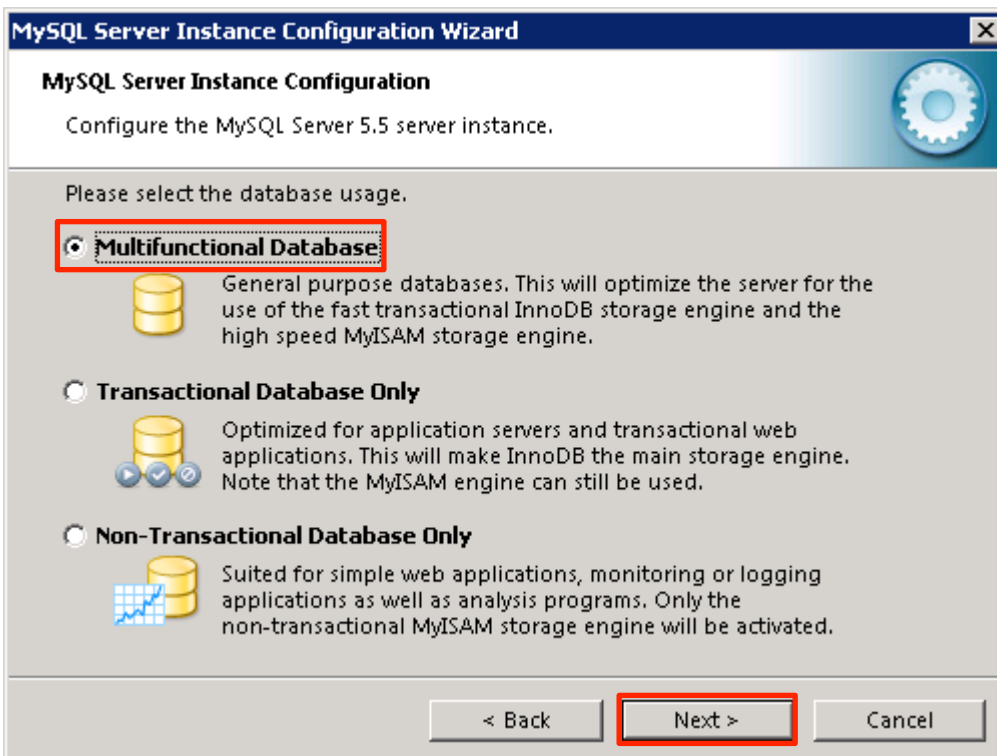 MySQL Server Instance Configuration Wizard
MySQL Server Instance Configuration
Configure the MySQL Server 5.5 server instance.
Please select the database usage.
Multifunctional Database
General purpose databases. This will optimize the server for the
use of the fast transactional InnoDB storage engine and the
high speed MyISAM storage engine.
Transactional Database Only
Optimized for application servers and transactional web
applications. This will make InnoDB the main storage engine.
Note that the MyISAM engine can still be used.
Non-Transactional Database Only
Suited for simple web applications, monitoring or logging
applications as well as analysis programs. Only the
non-transactional MyISAM storage engine will be activated.
< Back Next > Cancel